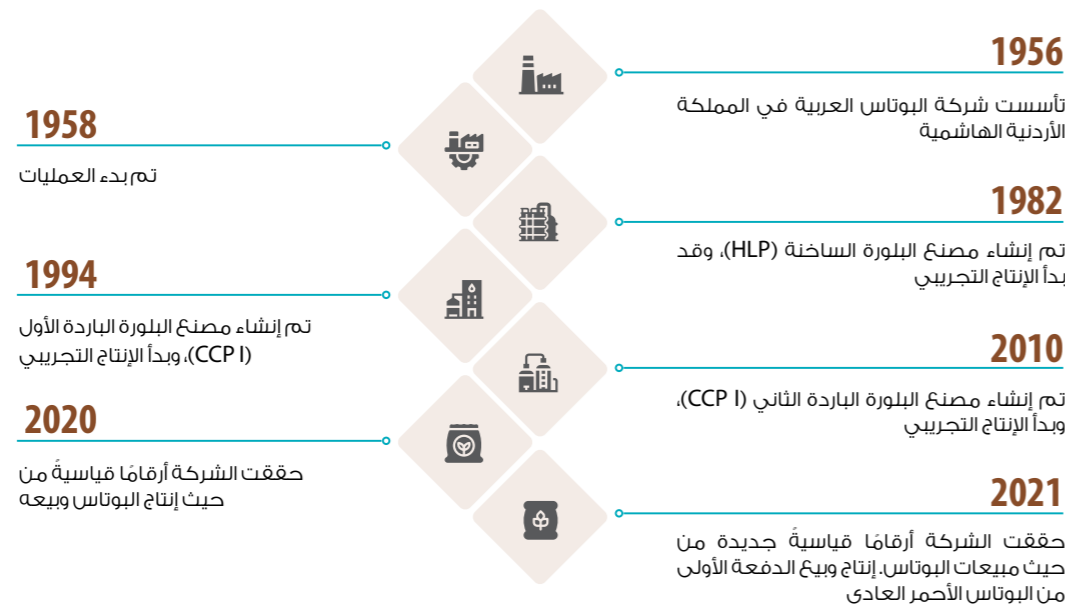 1956
تأسست شركة البوتاس العربية في المملكة
الأردنية الهاشمية
1958
تم بدء العمليات
1982
تم إنشاء مصنع البلورة الساخنة (HLP)، وقد
بدأ الإنتاج التجريبي
1994
تم إنشاء مصنع البلورة الباردة الأول
(CCP I)، وبدأ الإنتاج التجريبي
2010
تم إنشاء مصنع البلورة الباردة الثاني (CCP I)،
وبدأ الإنتاج التجريبي
2020
حققت الشركة أرقامًا قياسيةً من
حيث إنتاج البوتاس وبيعه
2021
حققت الشركة أرقامًا قياسيةً جديدة من
حيث مبيعات البوتاس. إنتاج وبيع الدفعة الأولى
من البوتاس الأحمر العادي